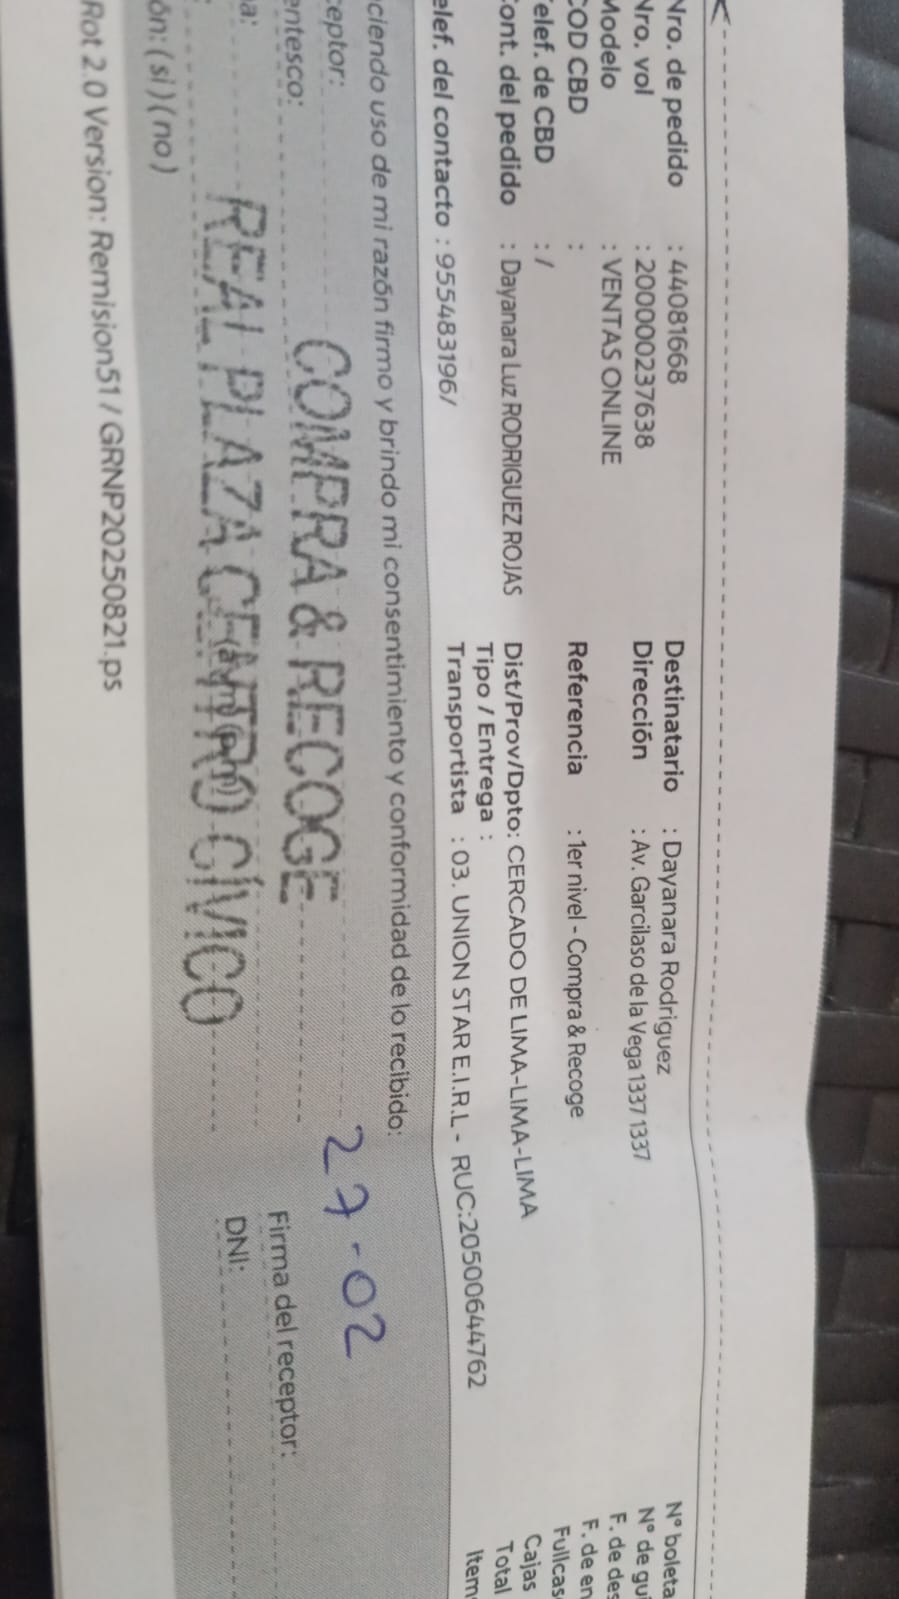 Nro. de pedido : 44081668
Nro. vol : 200000237638
Modelo : VENTAS ONLINE
COD CBD :
elef. de CBD : /
ont. del pedido : Dayanara Luz RODRIGUEZ ROJAS
elef. del contacto : 955483196/
Destinatario : Dayanara Rodriguez
Dirección : Av. Garcilaso de la Vega 1337 1337
Referencia : 1er nivel - Compra & Recoge
Dist/Prov/Dpto: CERCADO DE LIMA-LIMA-LIMA
Tipo / Entrega :
Transportista : 03. UNION STAR E.I.R.L - RUC:20500644762
N° boleta
N° de gu
F. de des
F. de en
Fullcas
Cajas
Total
Item
ciendo uso de mi razón firmo y brindo mi consentimiento y conformidad de lo recibido:
ceptor:
entesco:
a:
ón: ( si ) ( no )
COMPRA & RECOGE
REAL PLAZA CENTRO CÍVICO
27-02
Firma del receptor:
DNI:
Rot 2.0 Version: Remision51 / GRNP20250821.ps